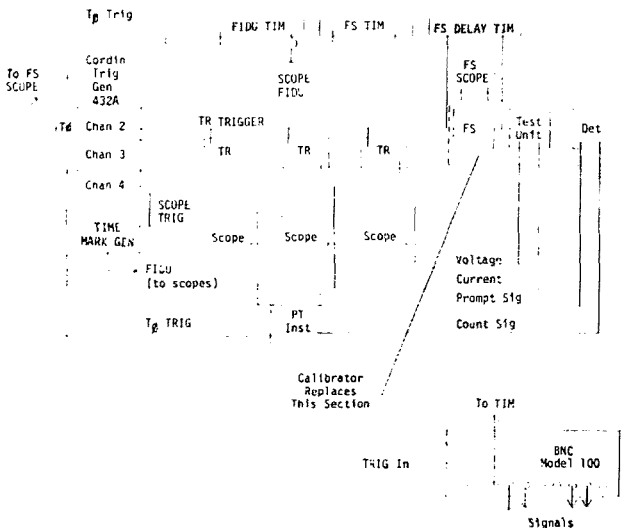 TØ Trig
FIDU TIM
FS TIM
FS DELAY TIM
To FS
SCOPE
Cordin
Trig
Gen
432A
SCOPE
FIDU
FS
SCOPE
TØ
Chan 2
TR TRIGGER
FS
Test
Unit
Det
Chan 3
TR
TR
TR
Chan 4
SCOPE
TRIG
TIME
MARK GEN
Scope
Scope
Scope
Voltage
Current
Prompt Sig
Count Sig
FIDU
(to scopes)
TØ TRIG
PT
Inst
Calibrator
Replaces
This Section
To TIM
TRIG In
BNC
Model 100
Signals